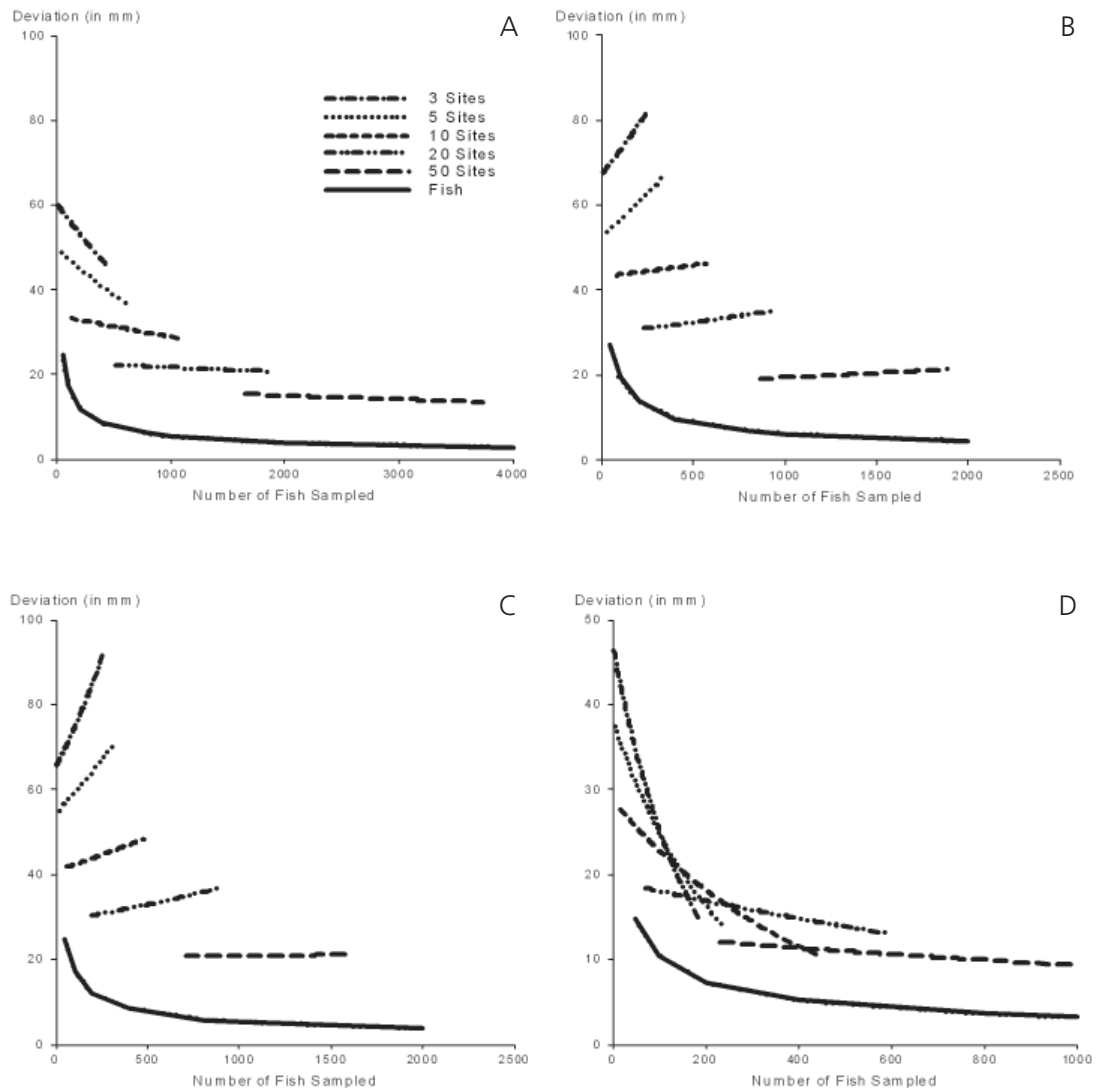 Deviation (in mm)
A
100
80
60
40
20
0
3 Sites
5 Sites
10 Sites
20 Sites
50 Sites
Fish
0 1000 2000 3000 4000
Number of Fish Sampled
Deviation (in mm)
B
100
80
60
40
20
0
0 500 1000 1500 2000 2500
Number of Fish Sampled
Deviation (in mm)
C
100
80
60
40
20
0
0 500 1000 1500 2000 2500
Number of Fish Sampled
Deviation (in mm)
D
50
40
30
20
10
0
0 200 400 600 800 1000
Number of Fish Sampled